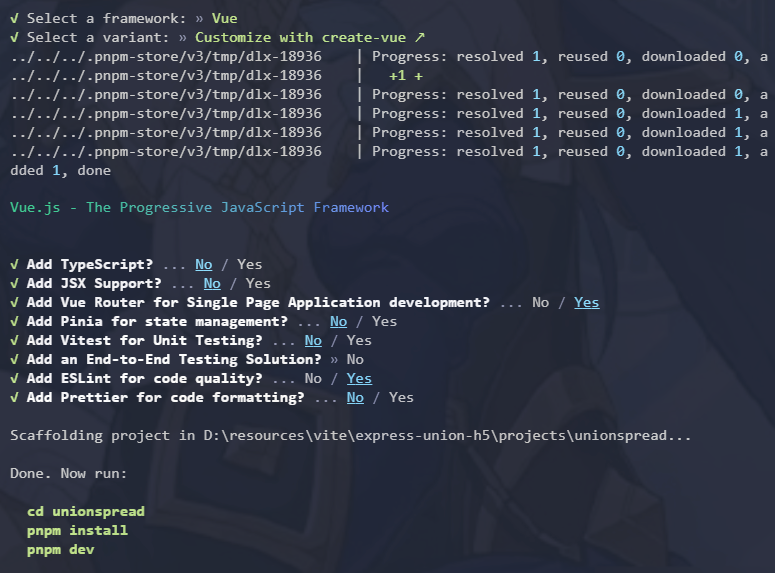 √ Select a framework: » Vue
√ Select a variant: » Customize with create-vue ↗
../../../.pnpm-store/v3/tmp/dlx-18936    | Progress: resolved 1, reused 0, downloaded 0, a
../../../.pnpm-store/v3/tmp/dlx-18936    |   +1 +
../../../.pnpm-store/v3/tmp/dlx-18936    | Progress: resolved 1, reused 0, downloaded 0, a
../../../.pnpm-store/v3/tmp/dlx-18936    | Progress: resolved 1, reused 0, downloaded 1, a
../../../.pnpm-store/v3/tmp/dlx-18936    | Progress: resolved 1, reused 0, downloaded 1, a
../../../.pnpm-store/v3/tmp/dlx-18936    | Progress: resolved 1, reused 0, downloaded 1, a
dded 1, done
Vue.js - The Progressive JavaScript Framework
√ Add TypeScript? ... No / Yes
√ Add JSX Support? ... No / Yes
√ Add Vue Router for Single Page Application development? ... No / Yes
√ Add Pinia for state management? ... No / Yes
√ Add Vitest for Unit Testing? ... No / Yes
√ Add an End-to-End Testing Solution? » No
√ Add ESLint for code quality? ... No / Yes
√ Add Prettier for code formatting? ... No / Yes
Scaffolding project in D:\resources\vite\express-union-h5\projects\unionspread...
Done. Now run:
cd unionspread
pnpm install
pnpm dev